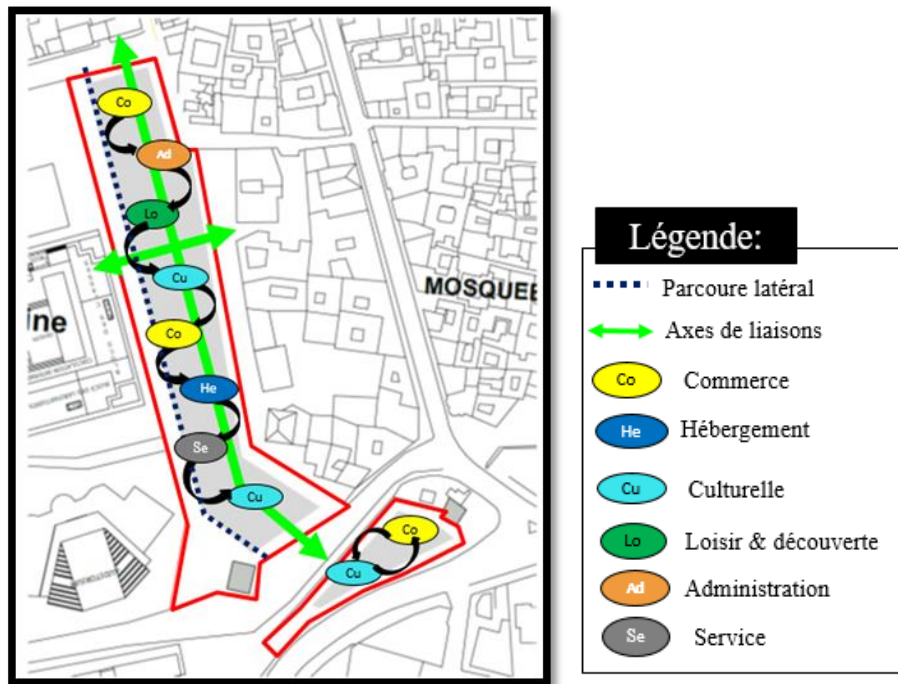 Co
Ad
Lo
Cu
Co
He
Se
Cu
Co
Cu
ine
MOSQUEE
Légende:
Parcoure latéral
Axes de liaisons
Co Commerce
He Hébergement
Cu Culturelle
Lo Loisir & découverte
Ad Administration
Se Service